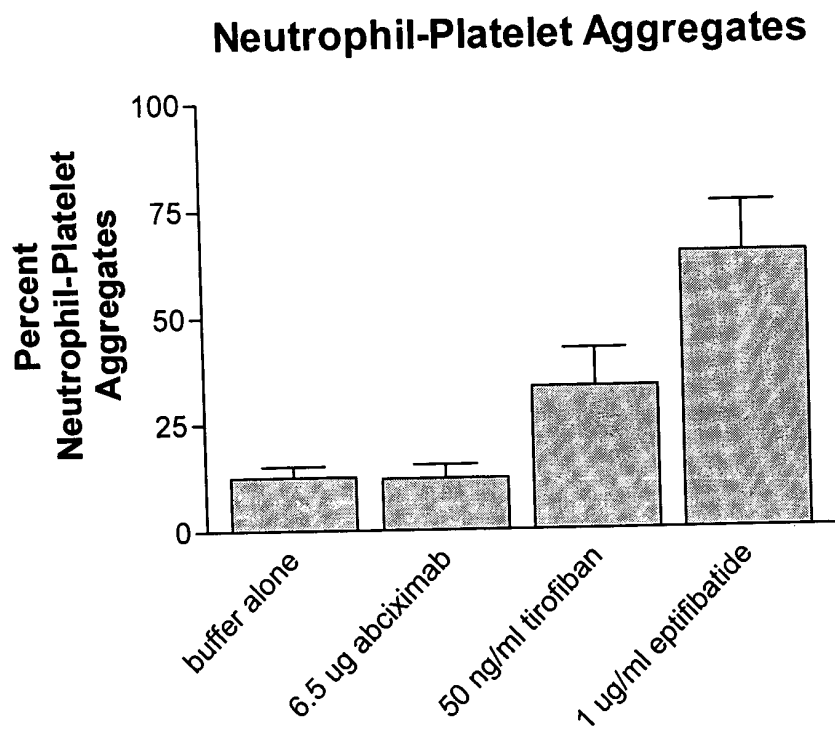 Neutrophil-Platelet Aggregates
Percent
Neutrophil-Platelet
Aggregates
100
75
50
25
0
buffer alone
6.5 ug abciximab
50 ng/ml tirofiban
1 ug/ml eptifibatide